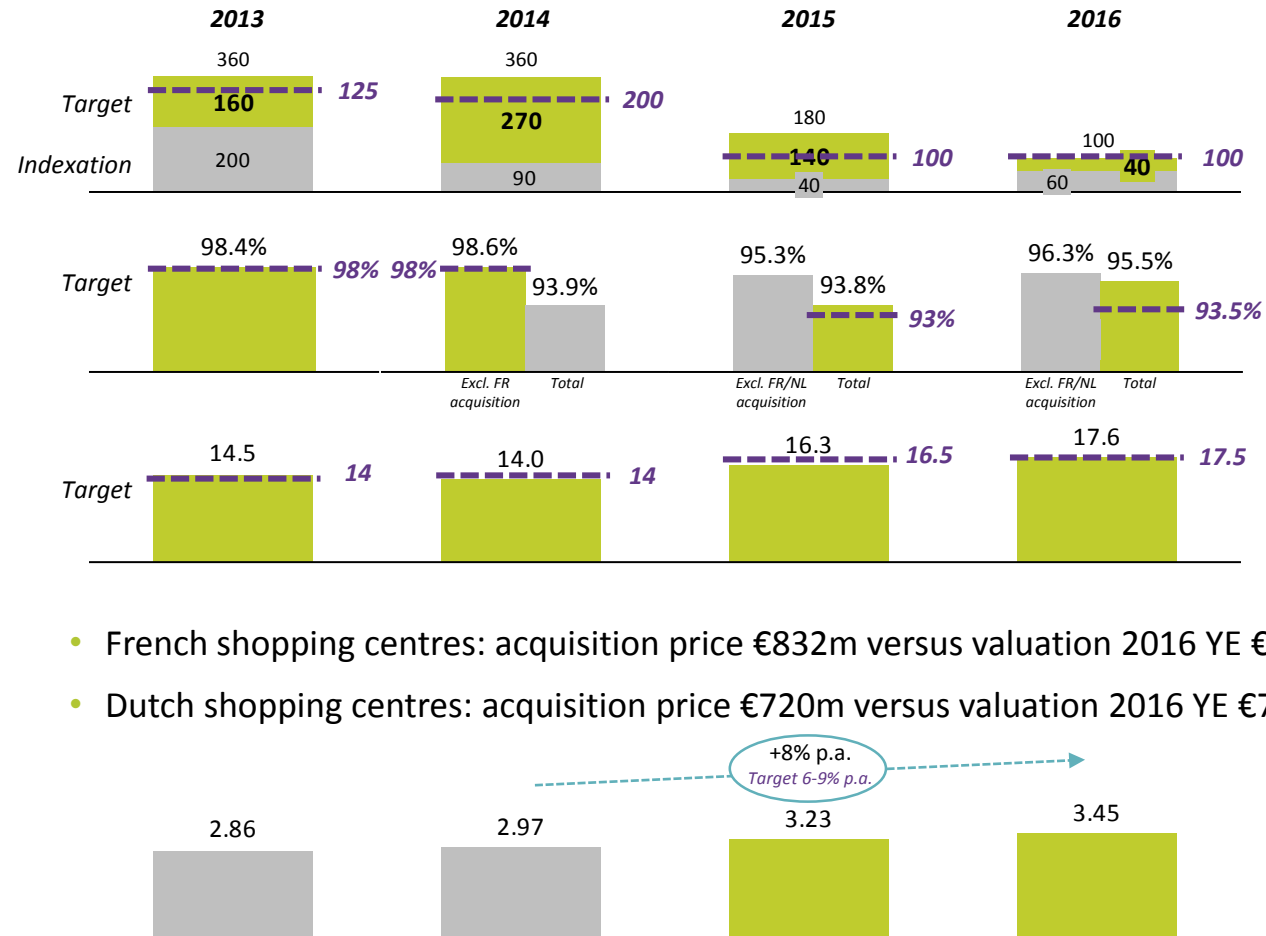 2013 2014 2015 2016
360 360
Target 160 125 270 200 180
Indexation 200 90 140 100 100 100
40 60 40
98.4% 98.6% 95.3% 96.3% 95.5%
Target 98% 98% 93.9% 93.8% 93% 93.5%
Excl. FR Total Excl. FR/NL Total Excl. FR/NL Total
acquisition acquisition acquisition
14.5 14.0 16.3 17.6
Target 14 14 16.5 17.5
• French shopping centres: acquisition price €832m versus valuation 2016 YE €
• Dutch shopping centres: acquisition price €720m versus valuation 2016 YE €7
+8% p.a.
Target 6-9% p.a.
2.86 2.97 3.23 3.45